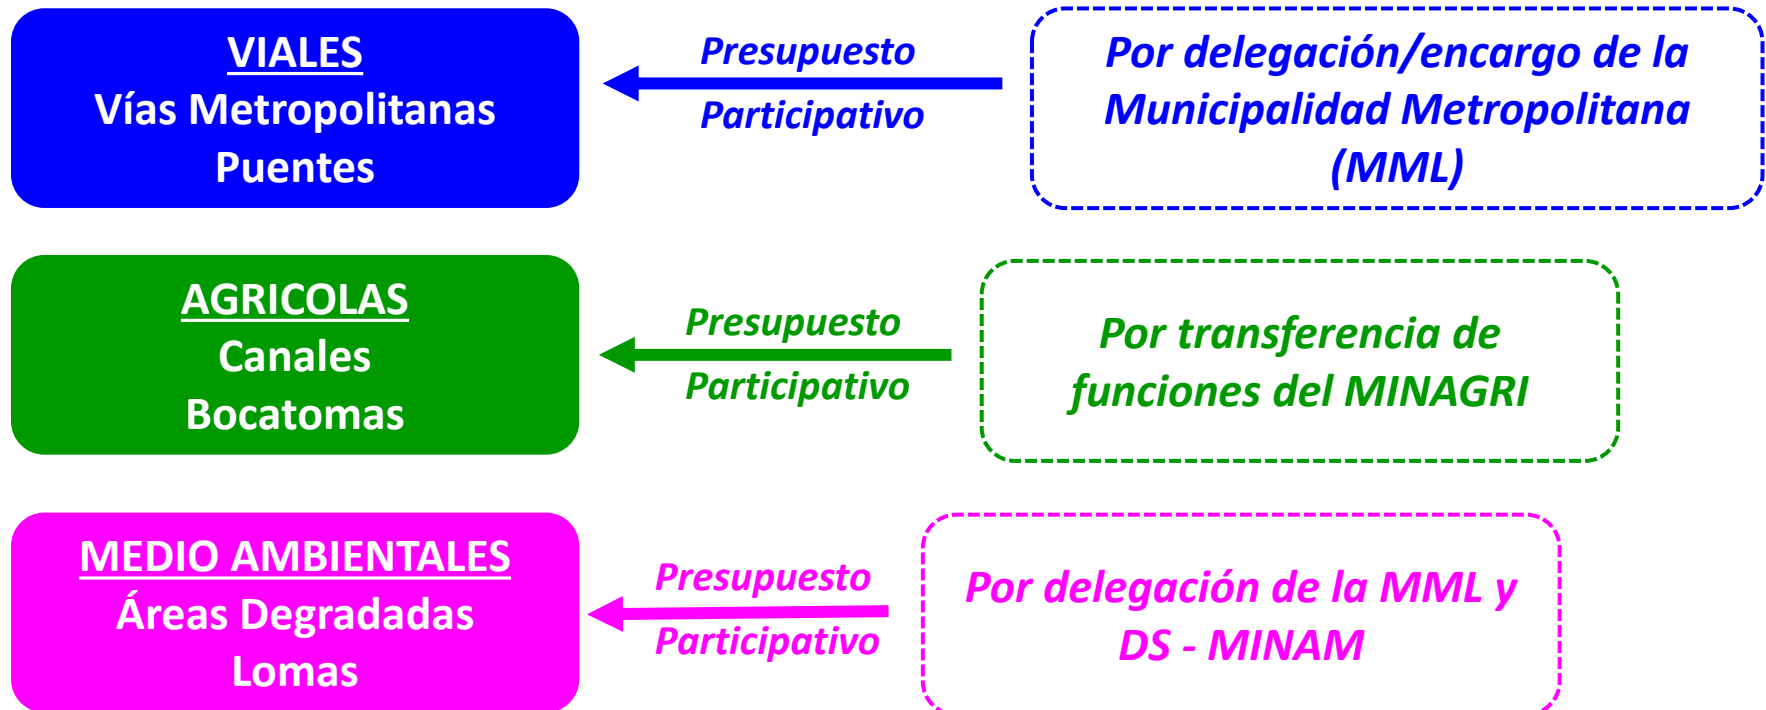 VIALES
Vías Metropolitanas
Puentes
Presupuesto
Participativo
Por delegación/encargo de la
Municipalidad Metropolitana
(MML)
AGRICOLAS
Canales
Bocatomas
Presupuesto
Participativo
Por transferencia de
funciones del MINAGRI
MEDIO AMBIENTALES
Áreas Degradadas
Lomas
Presupuesto
Participativo
Por delegación de la MML y
DS - MINAM